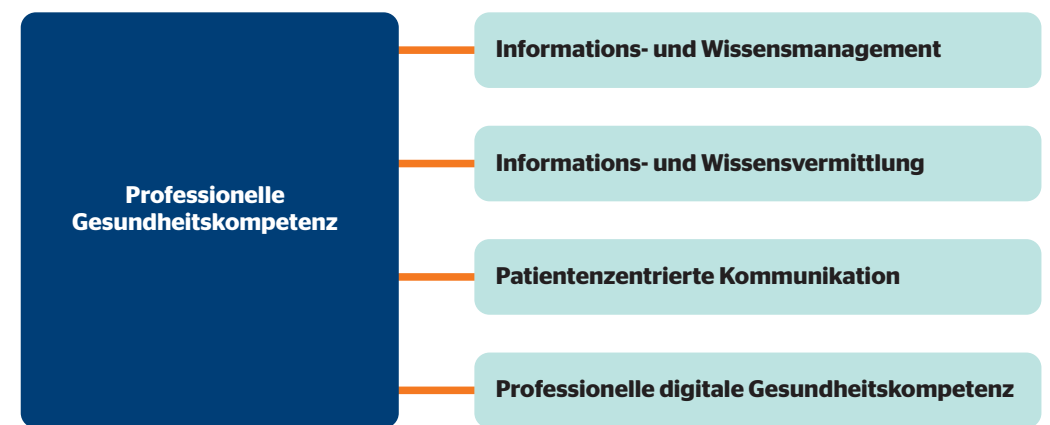 Professionelle
Gesundheitskompetenz
Informations- und Wissensmanagement
Informations- und Wissensvermittlung
Patientenzentrierte Kommunikation
Professionelle digitale Gesundheitskompetenz